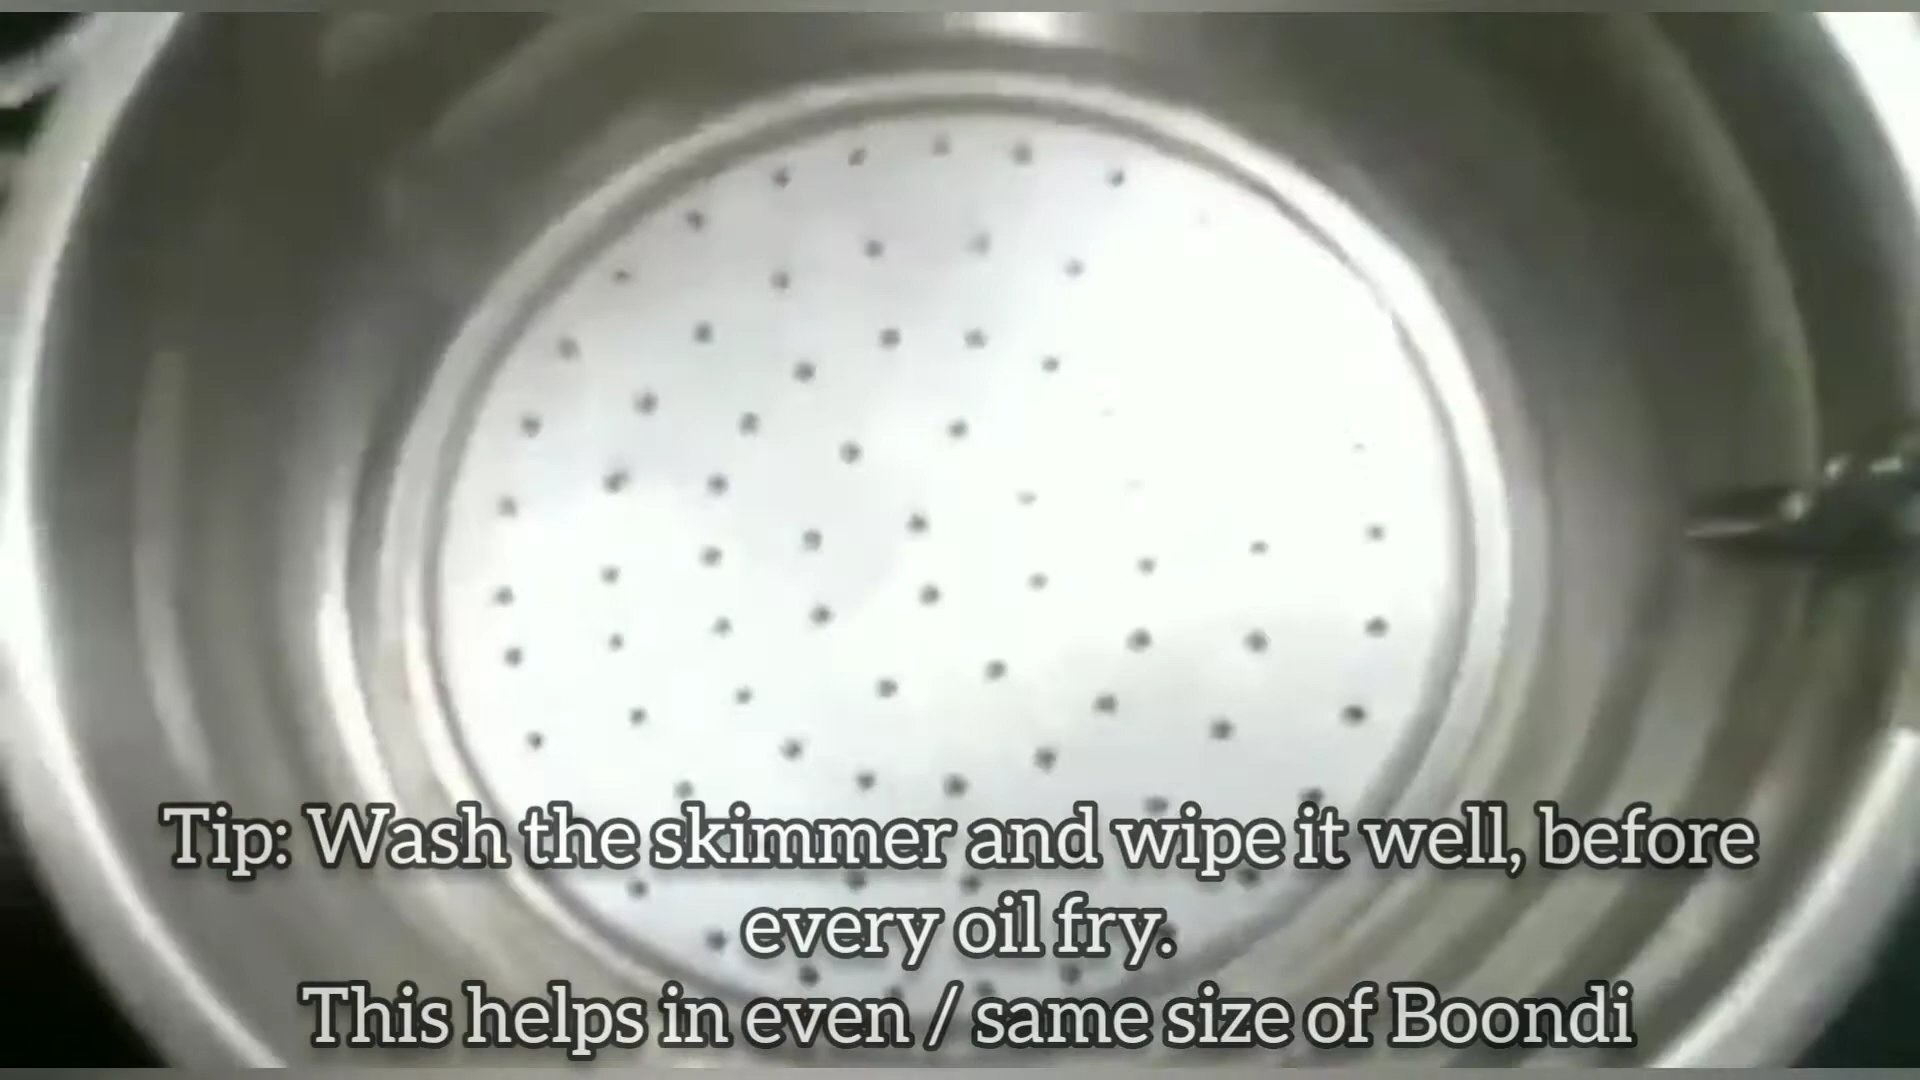 Tip: Wash the skimmer and wipe it well, before
every oil fry.
This helps in even / same size of Boondi